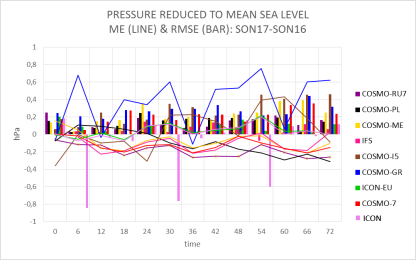 PRESSURE REDUCED TO MEAN SEA LEVEL
ME (LINE) & RMSE (BAR): SON17-SON16
1
0,8
0,6
0,4
0,2
0
-0,2
-0,4
-0,6
-0,8
-1
hPa
0 6 12 18 24 30 36 42 48 54 60 66 72
time
COSMO-RU7
COSMO-PL
COSMO-ME
IFS
COSMO-I5
COSMO-GR
ICON-EU
COSMO-7
ICON